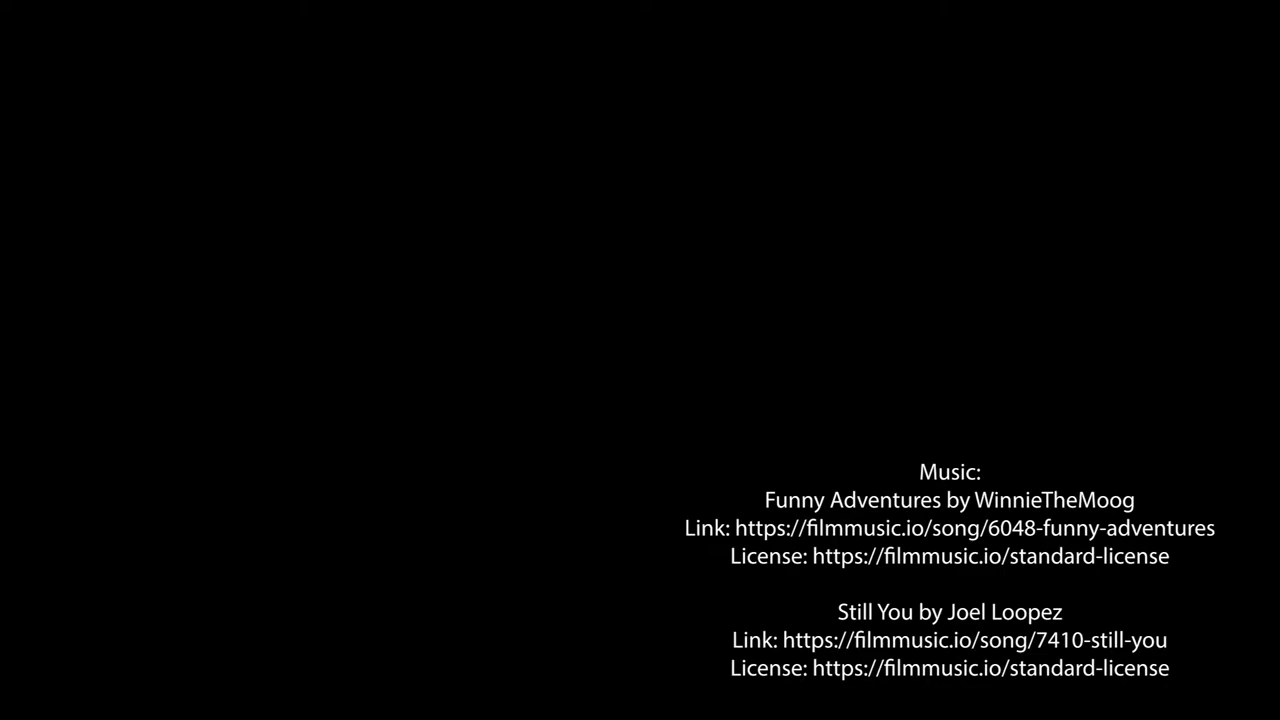 Music:
Funny Adventures by WinnieTheMoog
Link: https://filmmusic.io/song/6048-funny-adventures
License: https://filmmusic.io/standard-license
Still You by Joel Loopez
Link: https://filmmusic.io/song/7410-still-you
License: https://filmmusic.io/standard-license